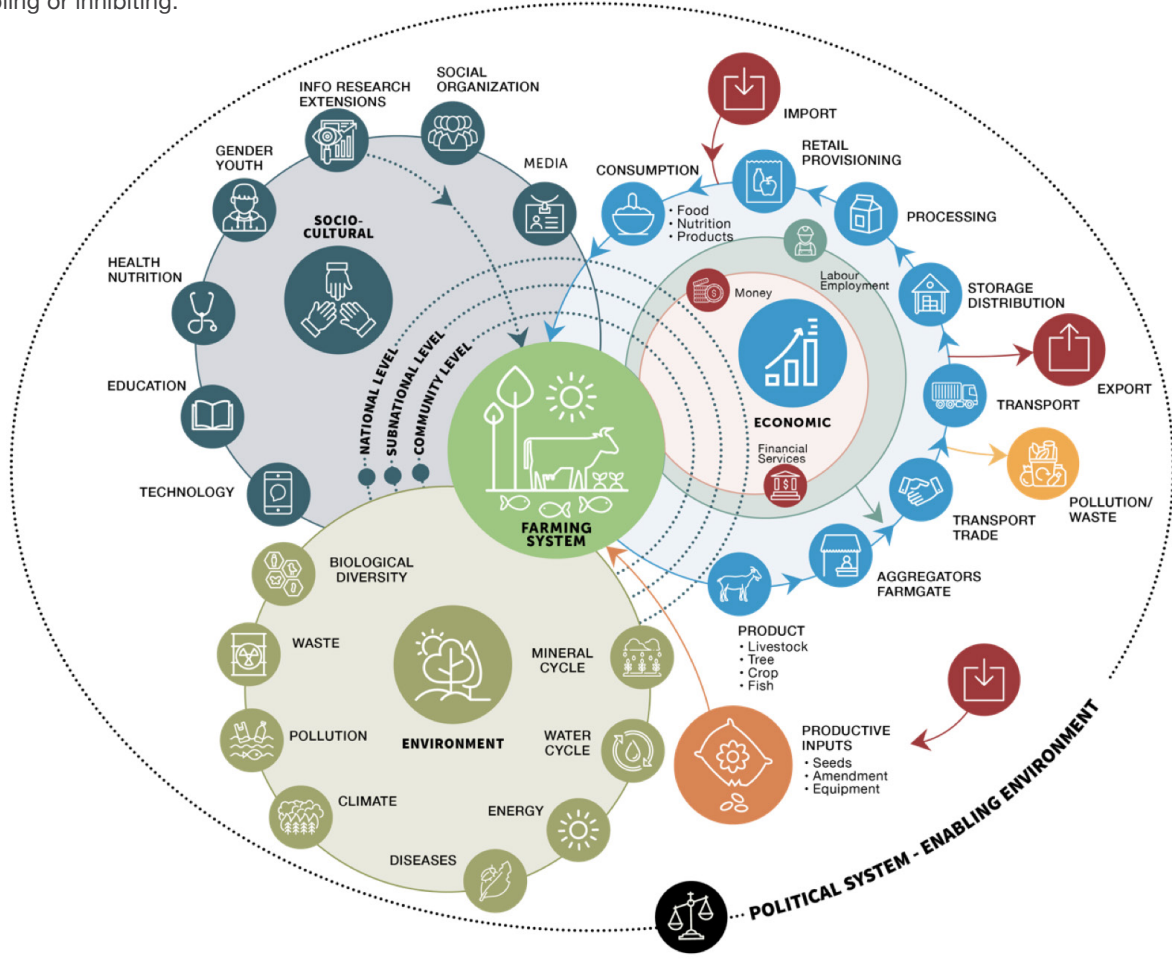 ling or inhibiting.
SOCIAL
ORGANIZATION
INFO RESEARCH
EXTENSIONS
GENDER
YOUTH
MEDIA
SOCIO-
CULTURAL
HEALTH
NUTRITION
EDUCATION
TECHNOLOGY
NATIONAL LEVEL
SUBNATIONAL LEVEL
COMMUNITY LEVEL
IMPORT
RETAIL
PROVISIONING
CONSUMPTION
• Food
• Nutrition
• Products
PROCESSING
Labour
Employment
Money
STORAGE
DISTRIBUTION
EXPORT
TRANSPORT
ECONOMIC
Financial
Services
POLLUTION/
WASTE
TRANSPORT
TRADE
AGGREGATORS
FARMGATE
FARMING
SYSTEM
PRODUCT
• Livestock
• Tree
• Crop
• Fish
BIOLOGICAL
DIVERSITY
WASTE
POLLUTION
CLIMATE
DISEASES
ENERGY
WATER
CYCLE
MINERAL
CYCLE
ENVIRONMENT
PRODUCTIVE
INPUTS
• Seeds
• Amendment
• Equipment
POLITICAL SYSTEM - ENABLING ENVIRONMENT